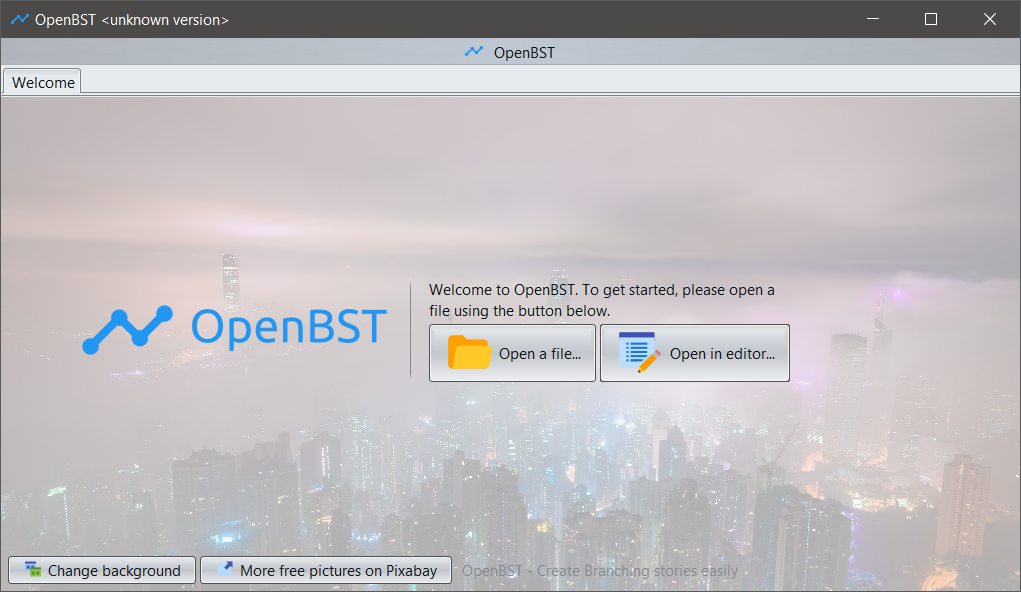 OpenBST <unknown version>
OpenBST
Welcome
Welcome to OpenBST. To get started, please open a
file using the button below.
OpenBST
Open a file...
Open in editor...
Change background
More free pictures on Pixabay
OpenBST - Create Branching stories easily